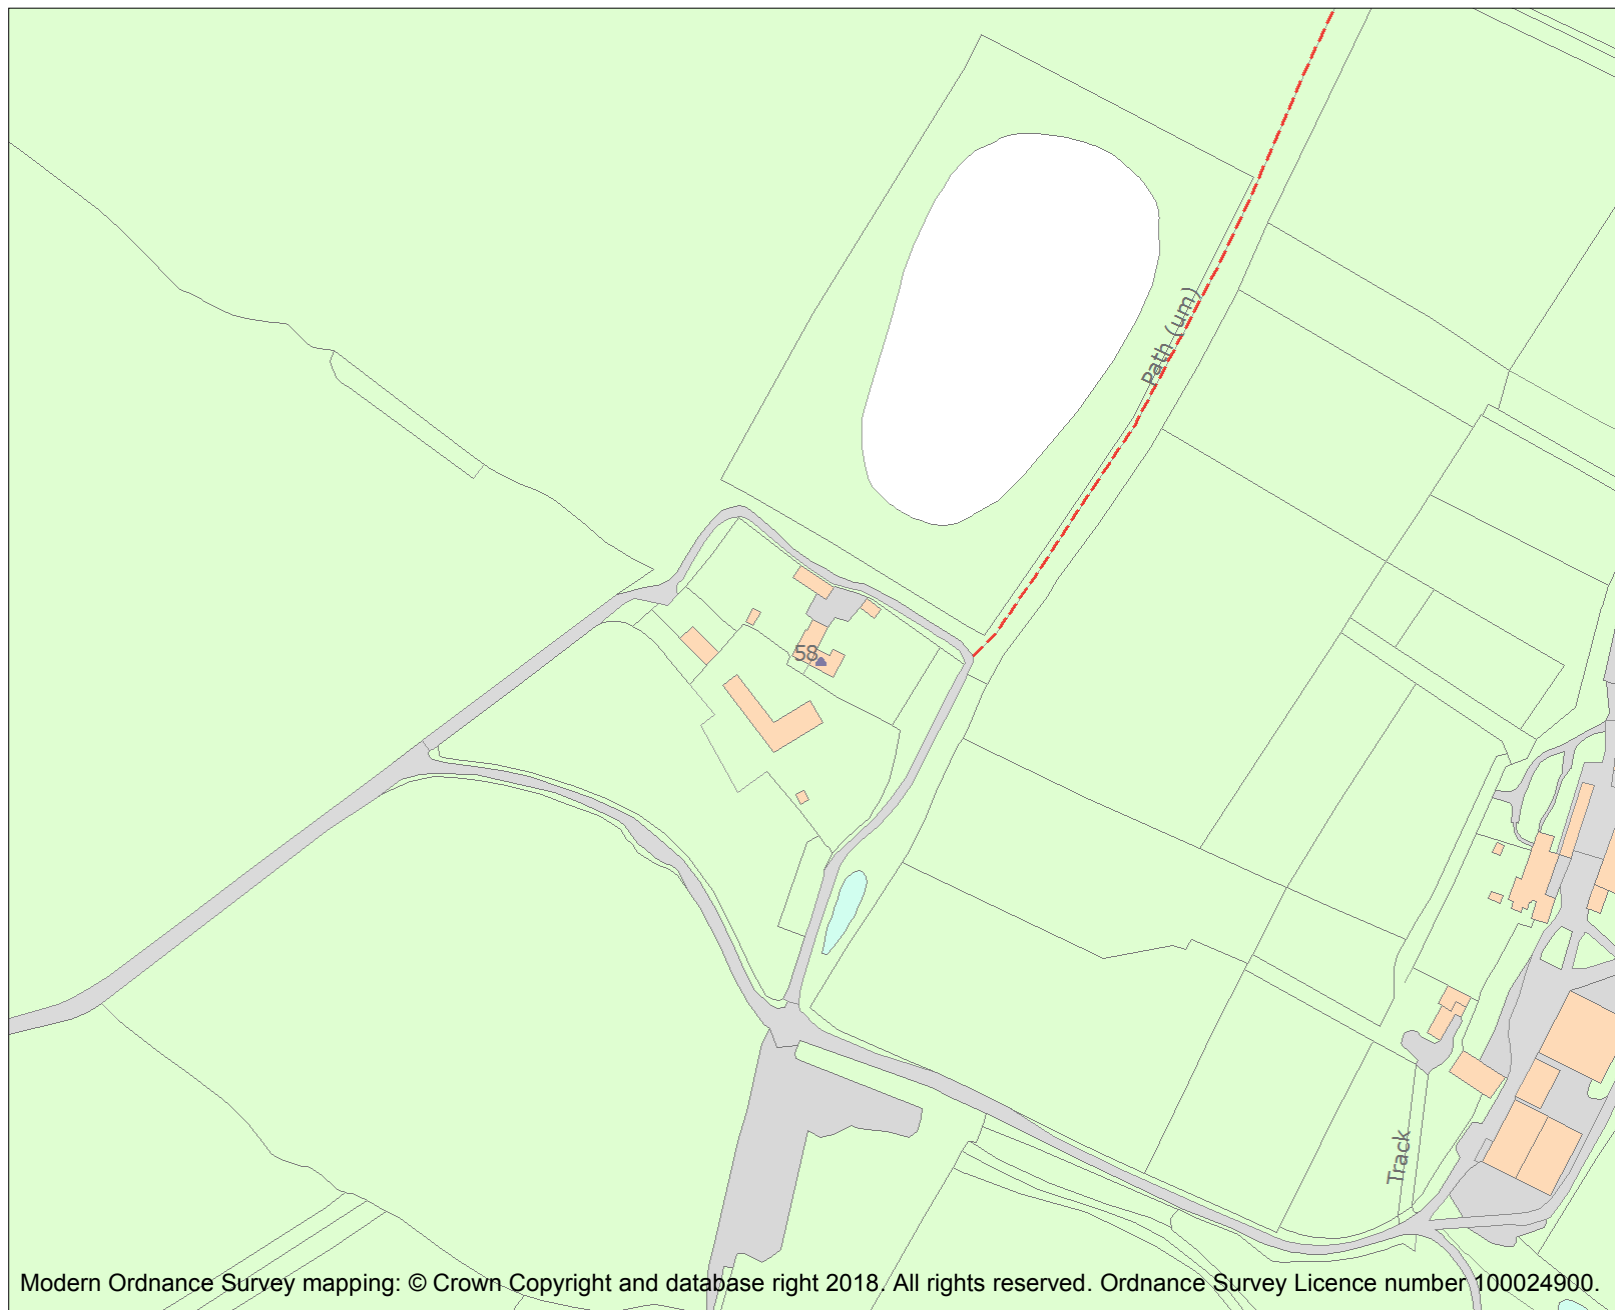 Path (um)
58
Track
Modern Ordnance Survey mapping: © Crown Copyright and database right 2018. All rights reserved. Ordnance Survey Licence number 100024900.